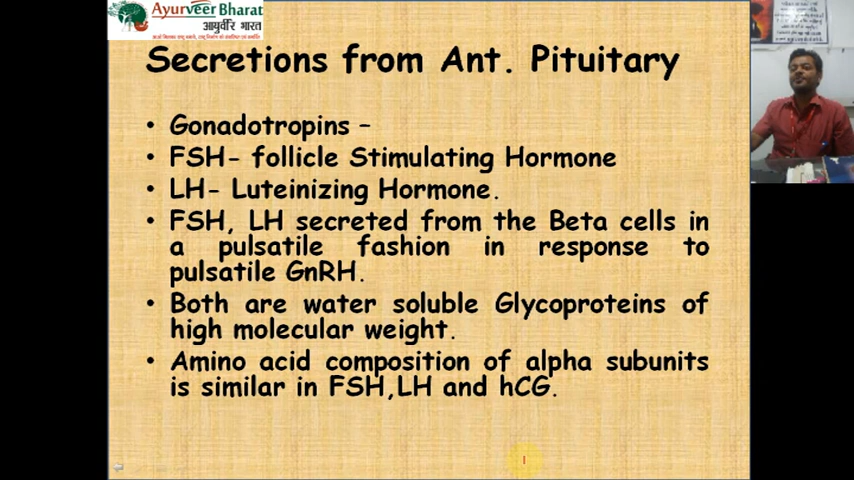 Ayurveer Bharat
आयुर्वीर भारत
Secretions from Ant. Pituitary
• Gonadotropins –
• FSH- follicle Stimulating Hormone
• LH- Luteinizing Hormone.
• FSH, LH secreted from the Beta cells in
a pulsatile fashion in response to
pulsatile GnRH.
• Both are water soluble Glycoproteins of
high molecular weight.
• Amino acid composition of alpha subunits
is similar in FSH,LH and hCG.